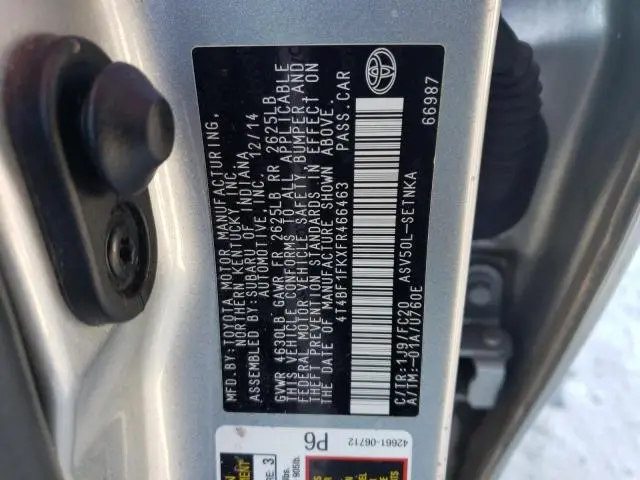 MFD. BY: TOYOTA MOTOR MANUFACTURING,
NORTHERN KENTUCKY, INC.
ASSEMBLED BY: SUBARU OF INDIANA
AUTOMOTIVE, INC. 12/14
GVWR 4630LB GAWR FR 2625LB RR 2625LB
THIS VEHICLE CONFORMS TO ALL APPLICABLE
FEDERAL MOTOR VEHICLE SAFETY, BUMPER AND
THEFT PREVENTION STANDARDS IN EFFECT ON
THE DATE OF MANUFACTURE SHOWN ABOVE.
4T4BF1FKXFR466463 PASS. CAR
C/TR: 1J9/FC20 ASV50L-SETNKA
A/TM: -01A/U760E
66987
42661-06712
P6